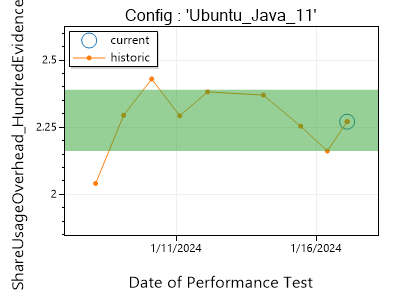 Config : 'Ubuntu_Java_11'
current
historic
ShareUsageOverhead_HundredEvidence
2.5
2.25
2
1/11/2024
1/16/2024
Date of Performance Test